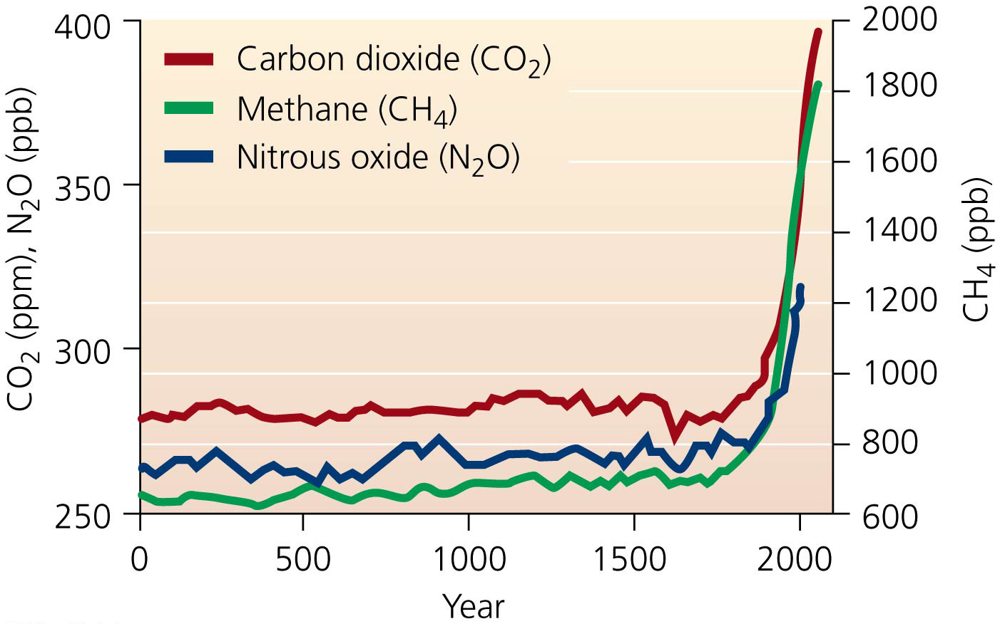 400
350
300
250
CO₂ (ppm), N₂O (ppb)
Carbon dioxide (CO₂)
Methane (CH₄)
Nitrous oxide (N₂O)
2000
1800
1600
1400
1200
1000
800
600
CH₄ (ppb)
0 500 1000 1500 2000
Year